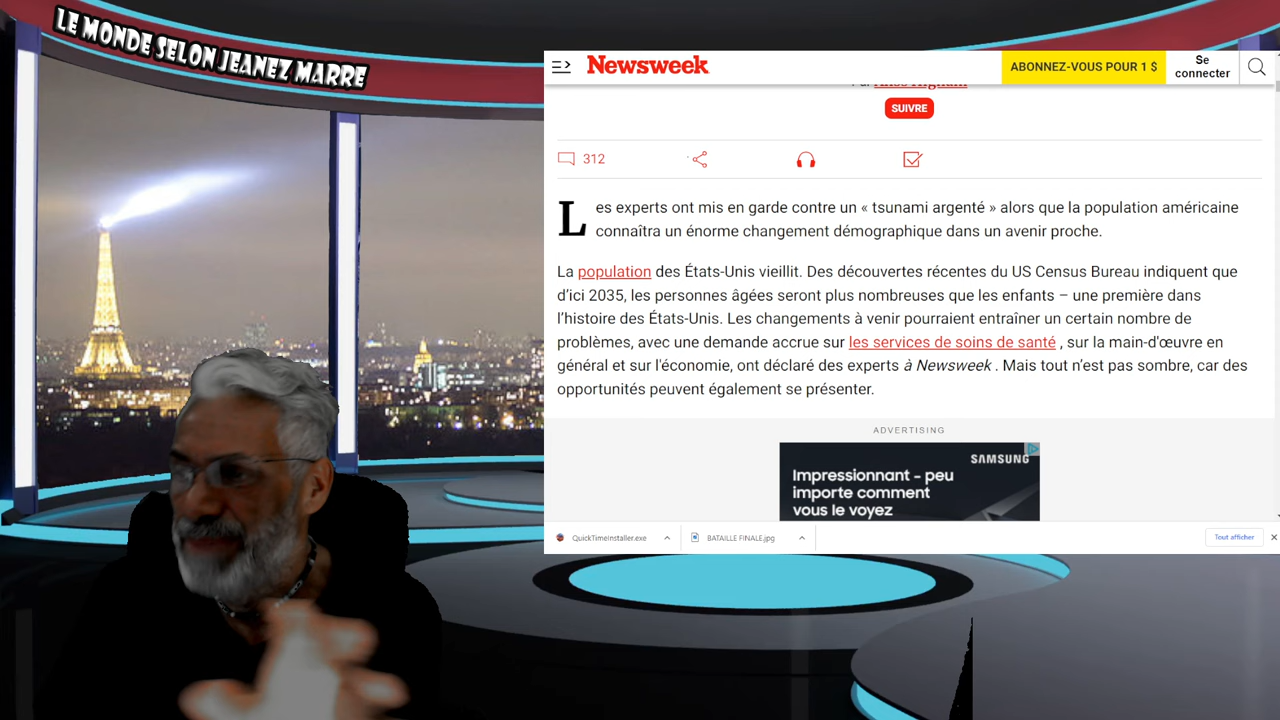 LE MONDE SELON JEANEZ MARRE
Newsweek
ABONNEZ-VOUS POUR 1 $
Se
connecter
SUIVRE
312
Les experts ont mis en garde contre un « tsunami argenté » alors que la population américaine
connaîtra un énorme changement démographique dans un avenir proche.
La population des États-Unis vieillit. Des découvertes récentes du US Census Bureau indiquent que
d'ici 2035, les personnes âgées seront plus nombreuses que les enfants – une première dans
l'histoire des États-Unis. Les changements à venir pourraient entraîner un certain nombre de
problèmes, avec une demande accrue sur les services de soins de santé , sur la main-d'œuvre en
général et sur l'économie, ont déclaré des experts à Newsweek . Mais tout n'est pas sombre, car des
opportunités peuvent également se présenter.
ADVERTISING
SAMSUNG
Impressionnant - peu
importe comment
vous le voyez
QuickTimeInstaller.exe
BATAILLE FINALE.jpg
Tout afficher